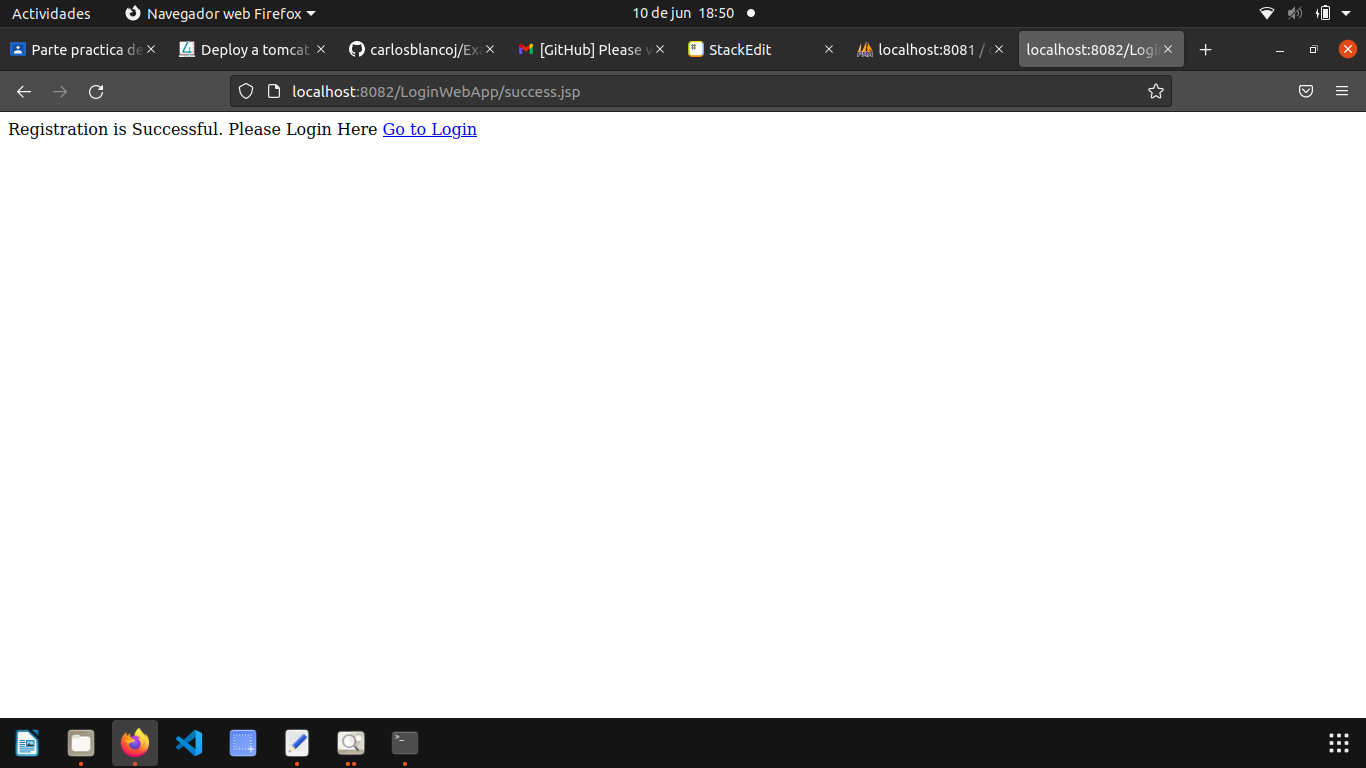 Actividades Navegador web Firefox 10 de jun 18:50
Parte practica de Deploy a tomcat carlosblancoj/Exa [GitHub] Please v StackEdit localhost:8081 / localhost:8082/Logi
localhost:8082/LoginWebApp/success.jsp
Registration is Successful. Please Login Here Go to Login